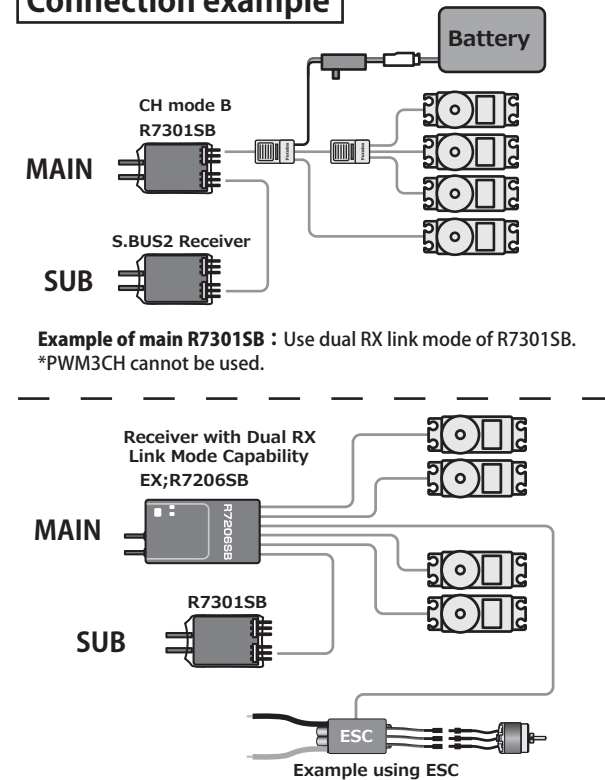 Connection example
Battery
CH mode B
R7301SB
MAIN
S.BUS2 Receiver
SUB
Example of main R7301SB：Use dual RX link mode of R7301SB.
*PWM3CH cannot be used.
Receiver with Dual RX
Link Mode Capability
EX;R7206SB
MAIN
R7206SB
R7301SB
SUB
ESC
Example using ESC